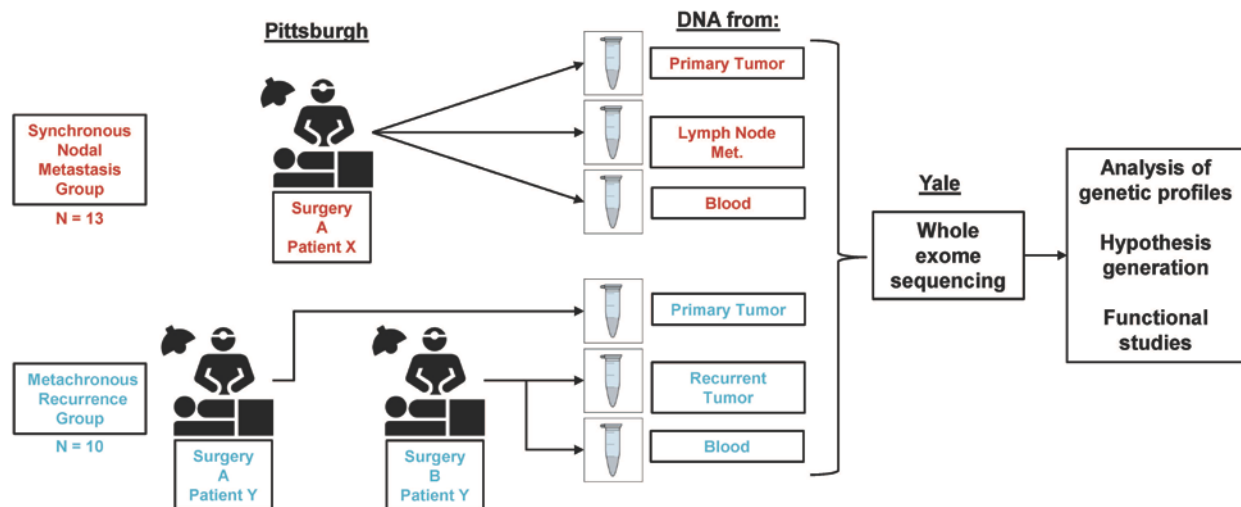 Pittsburgh
DNA from:
Synchronous
Nodal
Metastasis
Group
N = 13
Surgery
A
Patient X
Primary Tumor
Lymph Node
Met.
Blood
Metachronous
Recurrence
Group
N = 10
Surgery
A
Patient Y
Surgery
B
Patient Y
Primary Tumor
Recurrent
Tumor
Blood
Yale
Whole
exome
sequencing
Analysis of
genetic profiles
Hypothesis
generation
Functional
studies